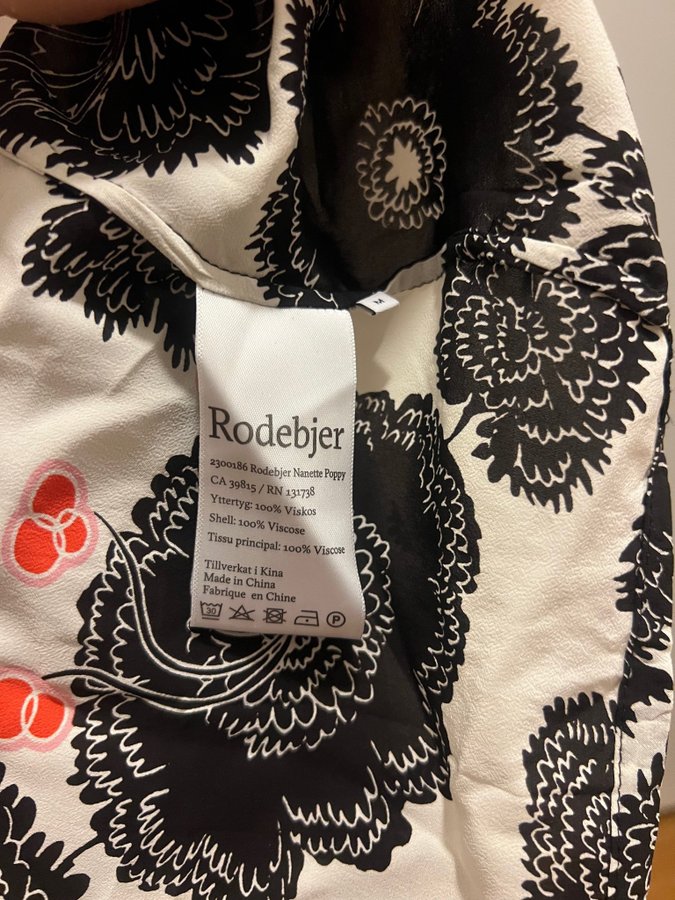 M
Rodebjer
2300186 Rodebjer Nanette Poppy
CA 39815 / RN 131738
Yttertyg: 100% Viskos
Shell: 100% Viscose
Tissu principal: 100% Viscose
Tillverkat i Kina
Made in China
Fabrique en Chine
30 P